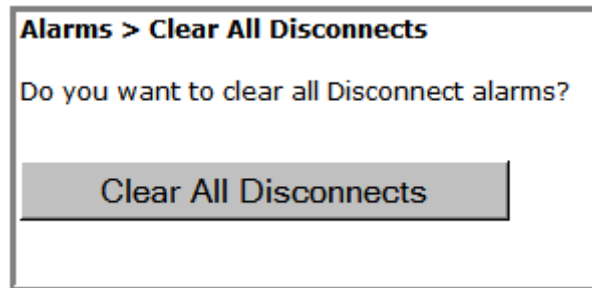 Alarms > Clear All Disconnects
Do you want to clear all Disconnect alarms?
Clear All Disconnects